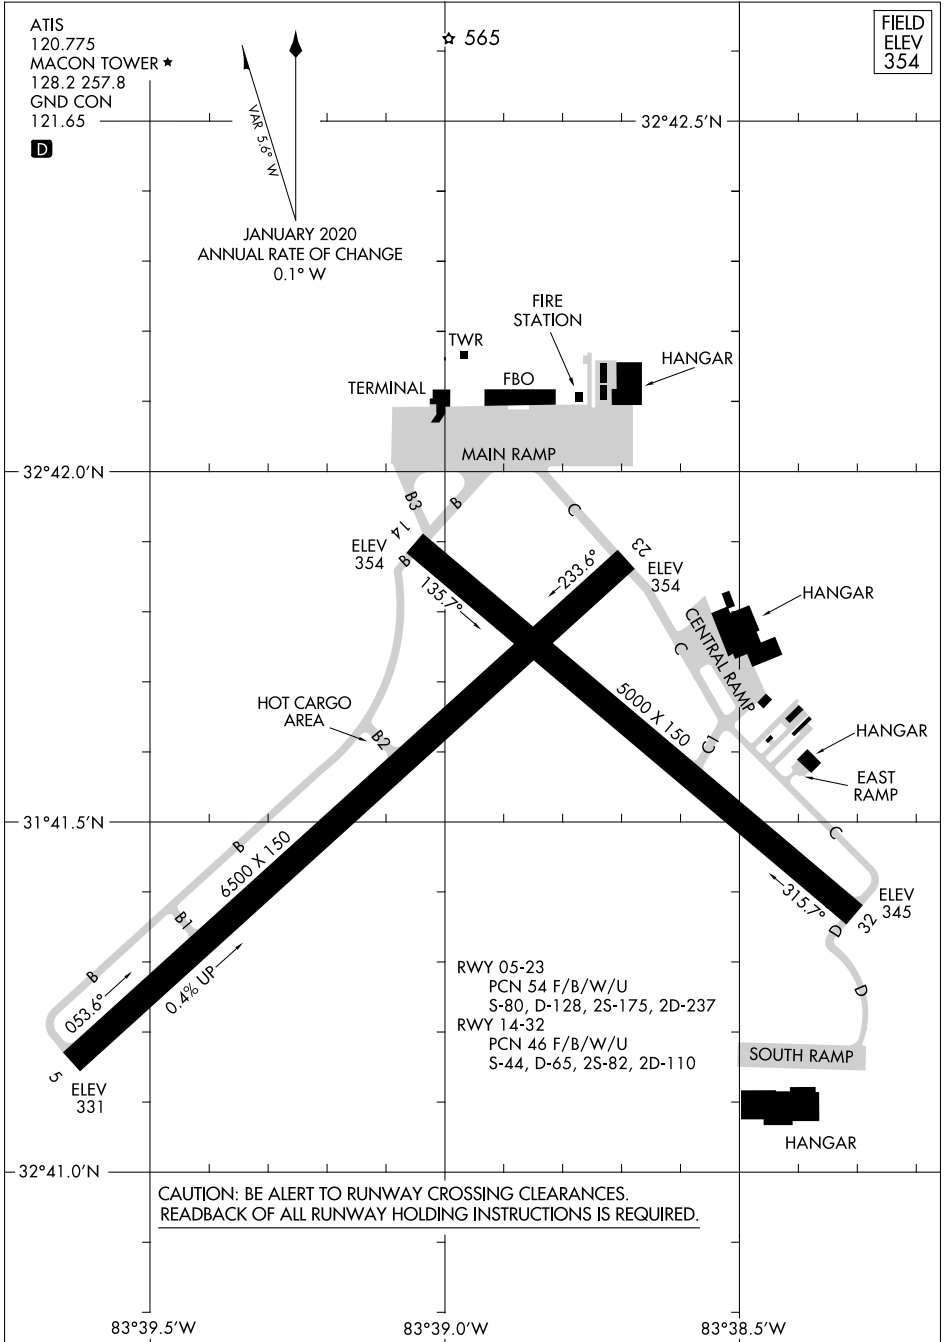 ATIS
120.775
MACON TOWER ★
128.2 257.8
GND CON
121.65
D
565
FIELD
ELEV
354
VAR 5.6° W
32°42.5'N
JANUARY 2020
ANNUAL RATE OF CHANGE
0.1° W
FIRE
STATION
TWR
HANGAR
TERMINAL
FBO
MAIN RAMP
32°42.0'N
B3
B
C
14
23
ELEV
354
B
135.7°
233.6°
ELEV
354
HANGAR
CENTRAL RAMP
C
5000 X 150
HOT CARGO
AREA
B2
C1
HANGAR
EAST
RAMP
31°41.5'N
C
B
6500 X 150
B1
315.7°
ELEV
345
32
D
B
053.6°
0.4% UP
RWY 05-23
PCN 54 F/B/W/U
S-80, D-128, 2S-175, 2D-237
RWY 14-32
PCN 46 F/B/W/U
S-44, D-65, 2S-82, 2D-110
D
SOUTH RAMP
5
ELEV
331
HANGAR
32°41.0'N
CAUTION: BE ALERT TO RUNWAY CROSSING CLEARANCES.
READBACK OF ALL RUNWAY HOLDING INSTRUCTIONS IS REQUIRED.
83°39.5'W
83°39.0'W
83°38.5'W